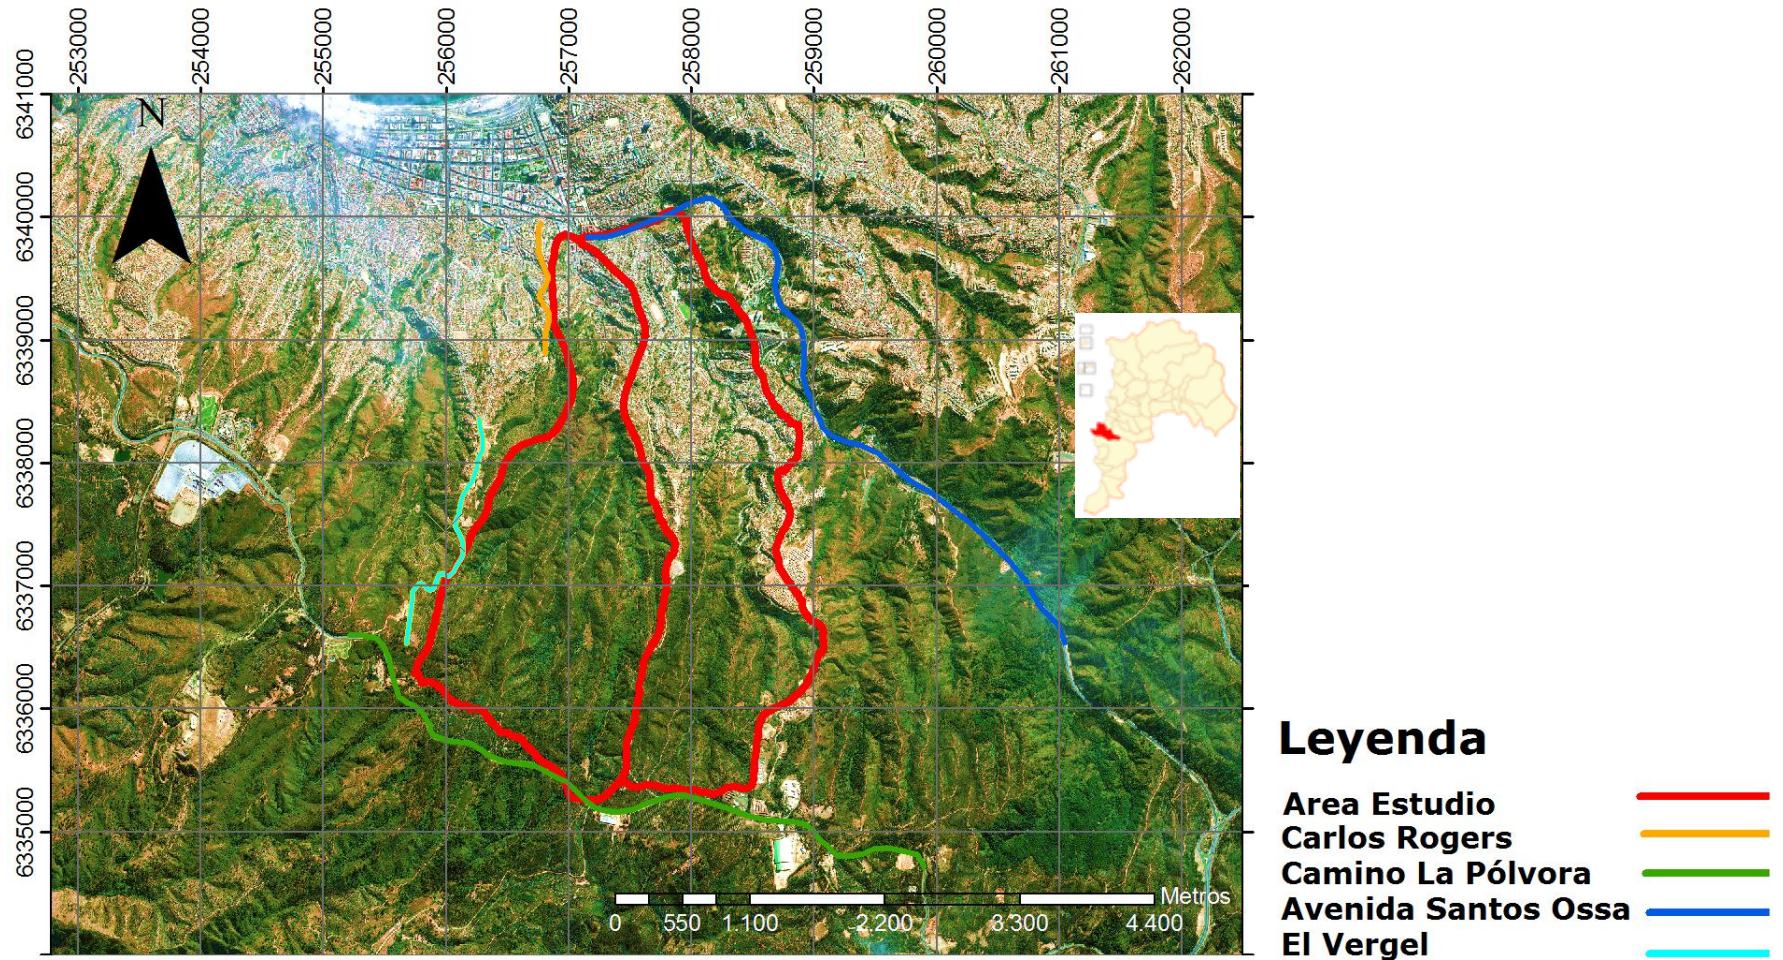 253000 254000 255000 256000 257000 258000 259000 260000 261000 262000
6341000
N
6340000
6339000
6338000
6337000
6336000
6335000
Metros
0 550 1.100 2.200 3.300 4.400
Leyenda
Area Estudio
Carlos Rogers
Camino La Pólvora
Avenida Santos Ossa
El Vergel